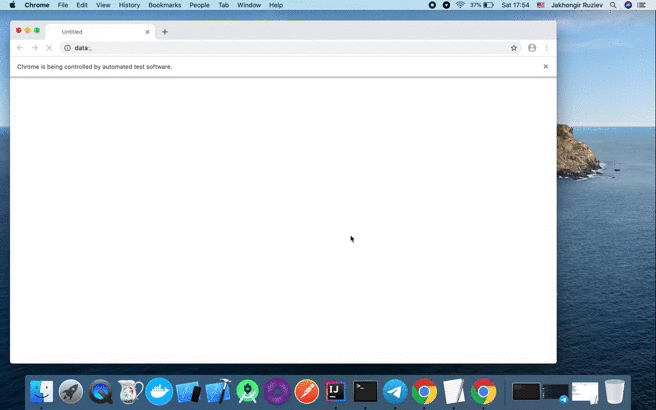 Chrome File Edit View History Bookmarks People Tab Window Help 37% Sat 17:54 Jakhongir Ruziev
Untitled
data:,
Chrome is being controlled by automated test software.
IJ